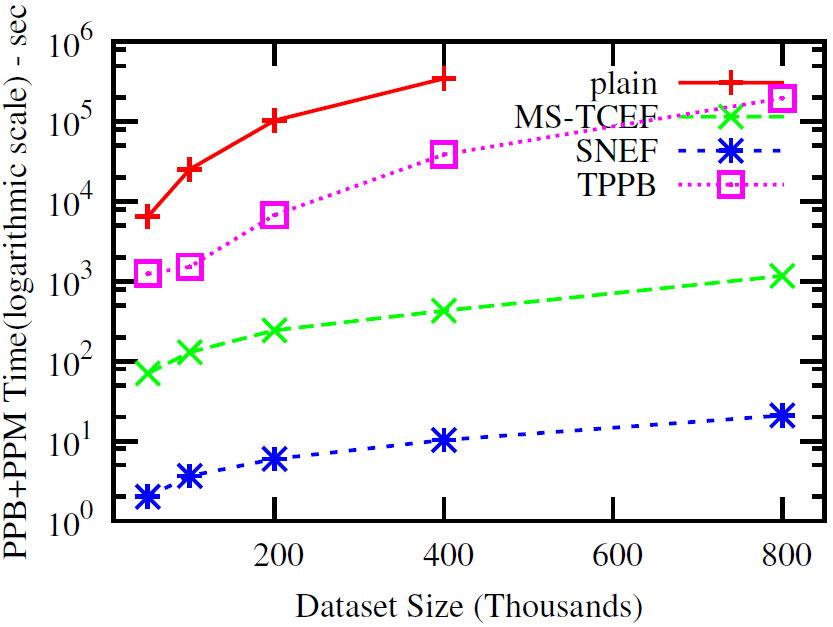 PPB+PPM Time(logarithmic scale) - sec
10^6
10^5
10^4
10^3
10^2
10^1
10^0
plain
MS-TCEF
SNEF
TPPB
200
400
600
800
Dataset Size (Thousands)